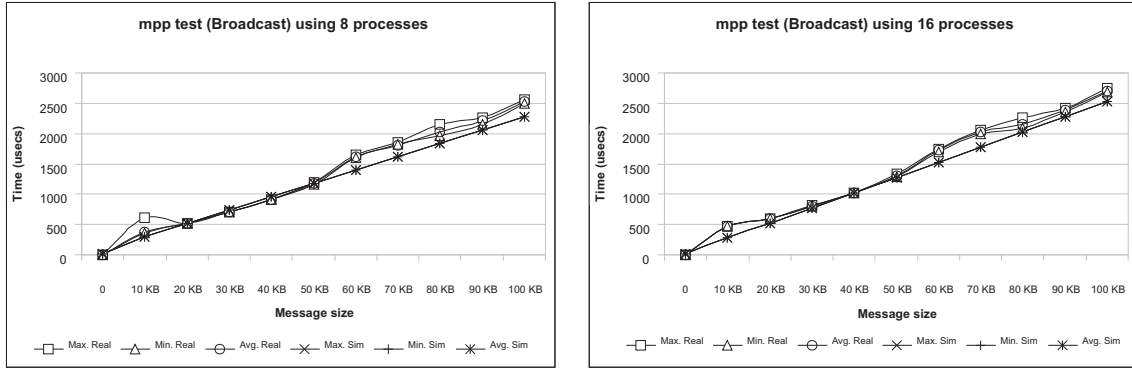 mpp test (Broadcast) using 8 processes
3000
2500
2000
1500
1000
500
0
Time (usecs)
0 10 KB 20 KB 30 KB 40 KB 50 KB 60 KB 70 KB 80 KB 90 KB 100 KB
Message size
Max. Real Min. Real Avg. Real Max. Sim Min. Sim Avg. Sim
mpp test (Broadcast) using 16 processes
3000
2500
2000
1500
1000
500
0
Time (usecs)
0 10 KB 20 KB 30 KB 40 KB 50 KB 60 KB 70 KB 80 KB 90 KB 100 KB
Message size
Max. Real Min. Real Avg. Real Max. Sim Min. Sim Avg. Sim